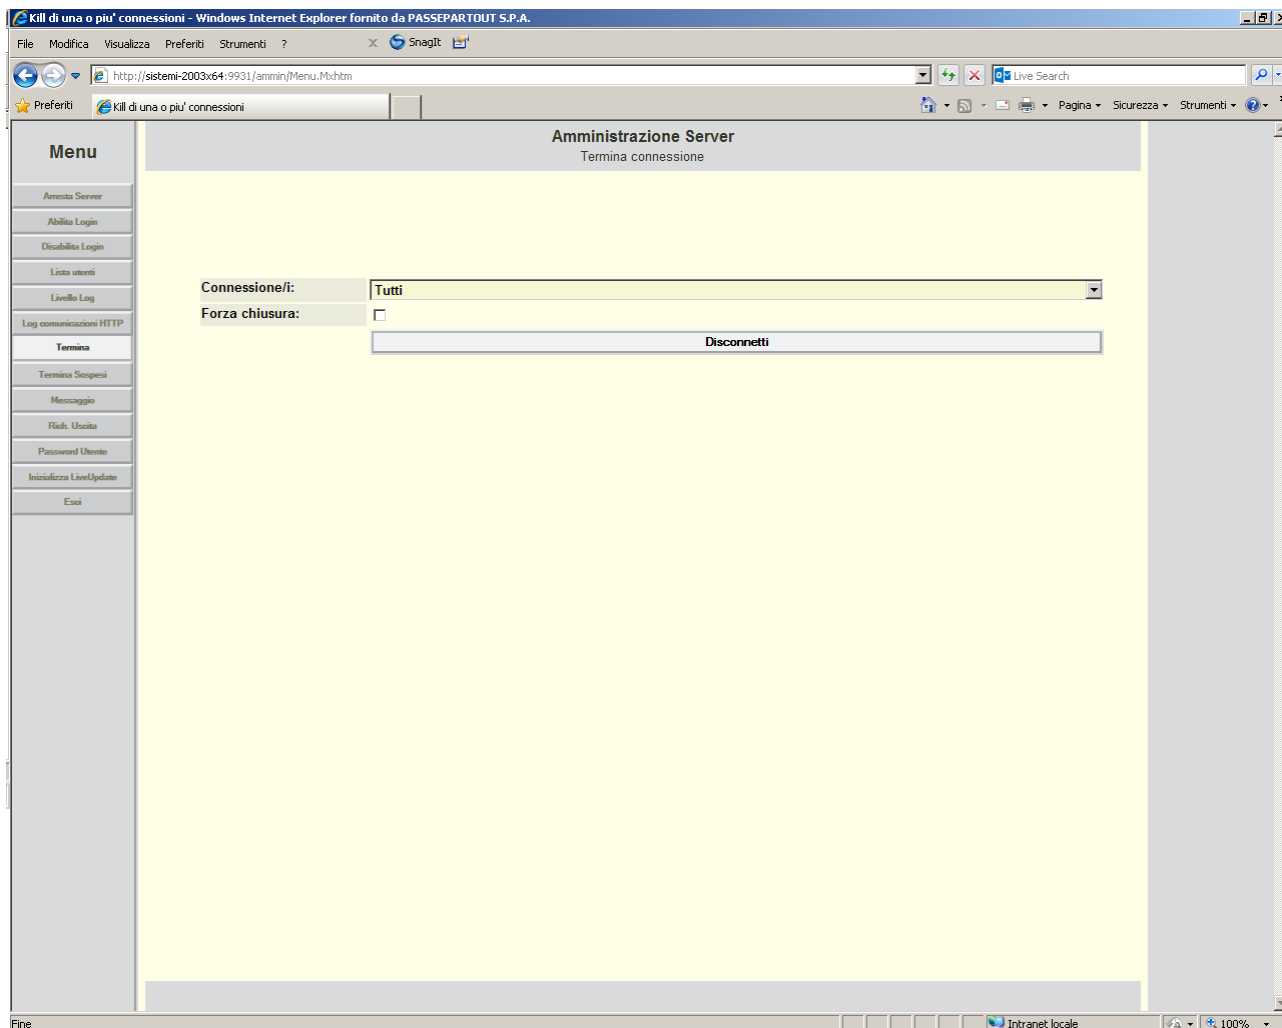 Kill di una o piu' connessioni - Windows Internet Explorer fornito da PASSEPARTOUT S.P.A.
File Modifica Visualizza Preferiti Strumenti ? x SnagIt
http://sistemi-2003x64:9931/ammin/Menu.Mxhtm Live Search
Preferiti Kill di una o piu' connessioni Pagina Sicurezza Strumenti
Menu
Amministrazione Server
Termina connessione
Arresta Server
Abilita Login
Disabilita Login
Lista utenti
Livello Log
Log comunicazioni HTTP
Termina
Termina Sospesi
Messaggio
Rich. Uscita
Password Utente
Inizializza LiveUpdate
Esci
Connessione/i: Tutti
Forza chiusura:
Disconnetti
Fine Intranet locale 100%